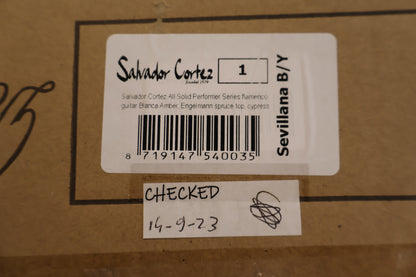 Salvador Cortez
1
Salvador Cortez All Solid Performer Series flamenco
guitar Blanca Amber, Engelmann spruce top, cypress
8 719147 540035
Sevillana B/Y
CHECKED
14-9-23